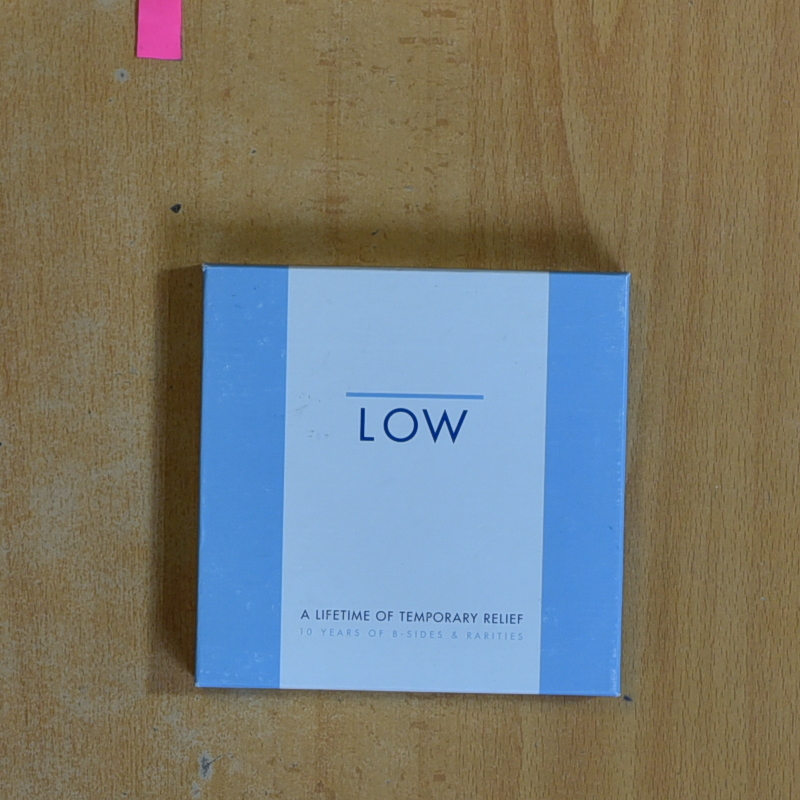 LOW
A LIFETIME OF TEMPORARY RELIEF
10 YEARS OF B-SIDES & RARITIES